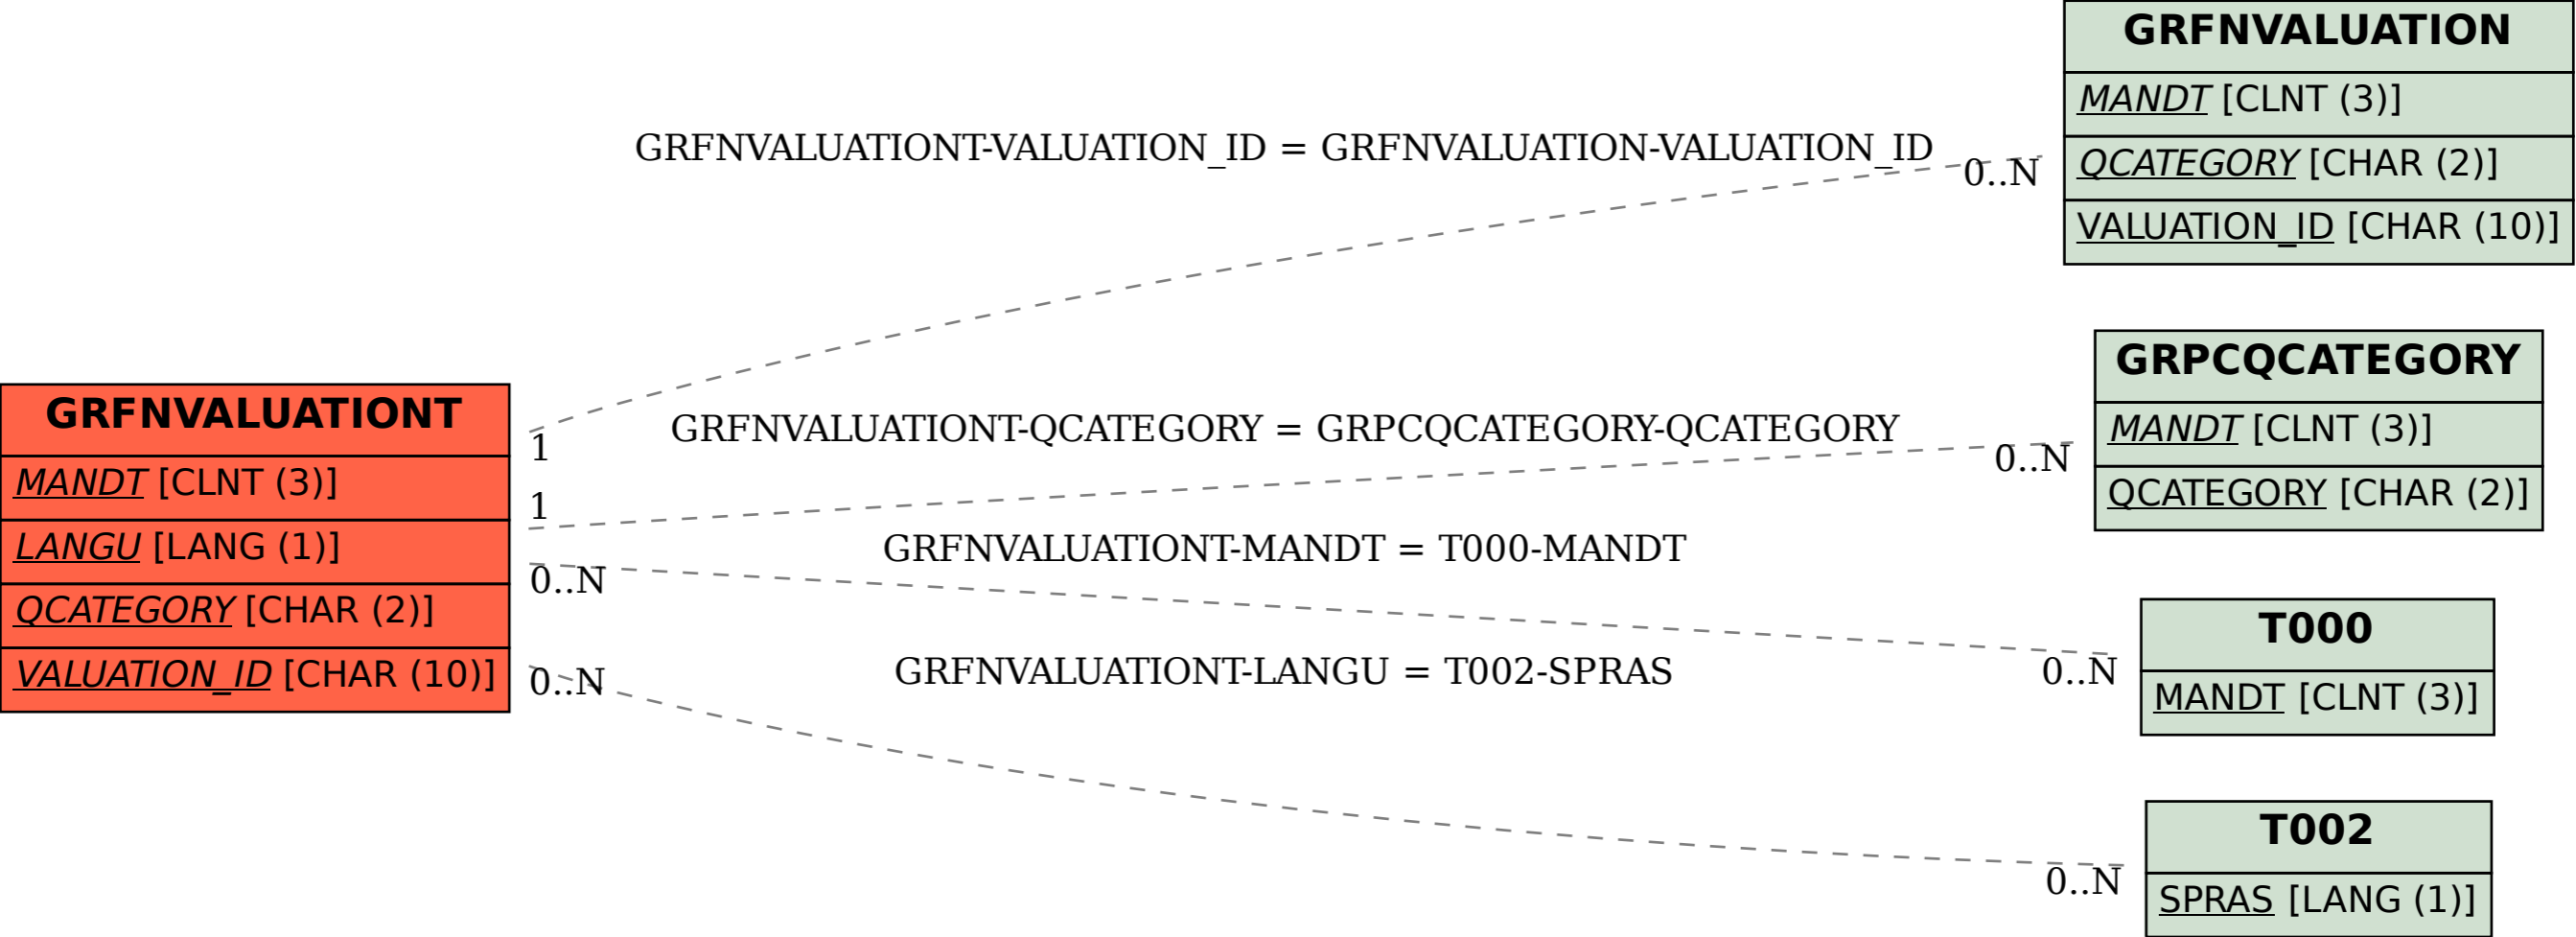 GRFNVALUATIONT
MANDT [CLNT (3)]
LANGU [LANG (1)]
QCATEGORY [CHAR (2)]
VALUATION_ID [CHAR (10)]
GRFNVALUATIONT-VALUATION_ID = GRFNVALUATION-VALUATION_ID
1
0..N
GRFNVALUATIONT-QCATEGORY = GRPCQCATEGORY-QCATEGORY
1
0..N
GRFNVALUATIONT-MANDT = T000-MANDT
0..N
0..N
GRFNVALUATIONT-LANGU = T002-SPRAS
0..N
0..N
GRFNVALUATION
MANDT [CLNT (3)]
QCATEGORY [CHAR (2)]
VALUATION_ID [CHAR (10)]
GRPCQCATEGORY
MANDT [CLNT (3)]
QCATEGORY [CHAR (2)]
T000
MANDT [CLNT (3)]
T002
SPRAS [LANG (1)]